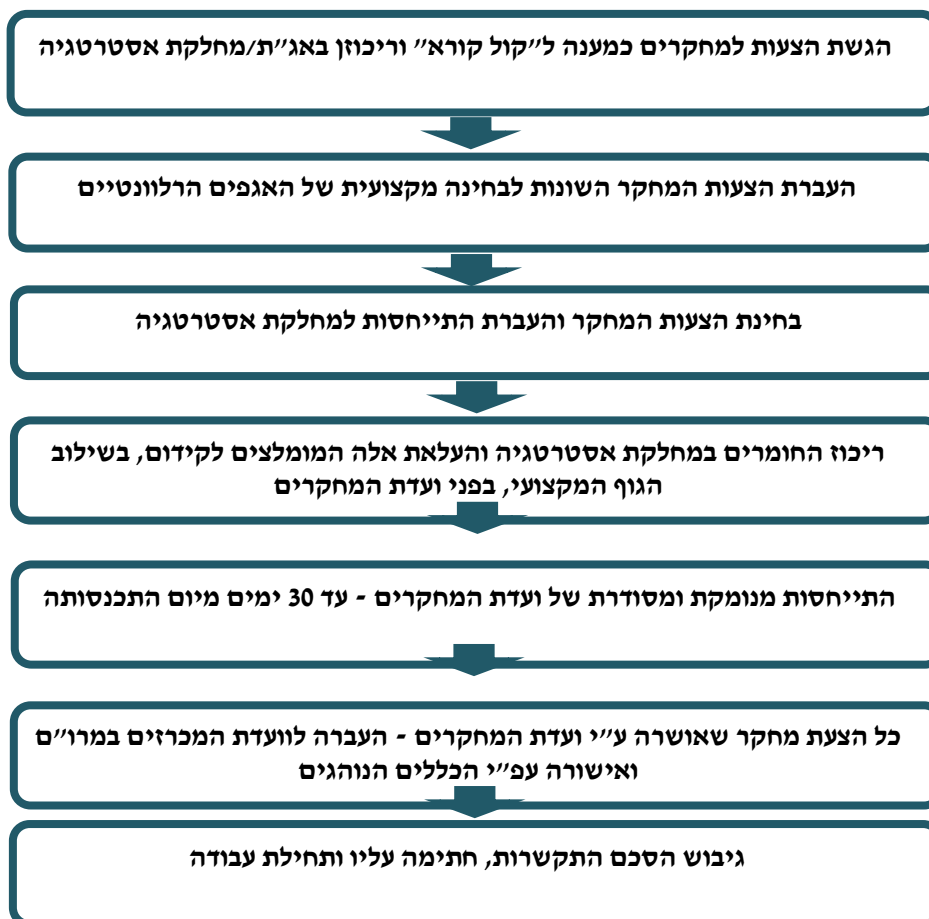 הגשת הצעות למחקרים כמענה ל"קול קורא" וריכוזן באג"ת/מחלקת אסטרטגיה
העברת הצעות המחקר השונות לבחינה מקצועית של האגפים הרלוונטיים
בחינת הצעות המחקר והעברת התייחסות למחלקת אסטרטגיה
ריכוז החומרים במחלקת אסטרטגיה והעלאת אלה המומלצים לקידום, בשילוב
הגוף המקצועי, בפני ועדת המחקרים
התייחסות מנומקת ומסודרת של ועדת המחקרים - עד 30 ימים מיום התכנסותה
כל הצעת מחקר שאושרה ע"י ועדת המחקרים - העברה לוועדת המכרזים במרו"ם
ואישורה עפ"י הכללים הנוהגים
גיבוש הסכם התקשרות, חתימה עליו ותחילת עבודה